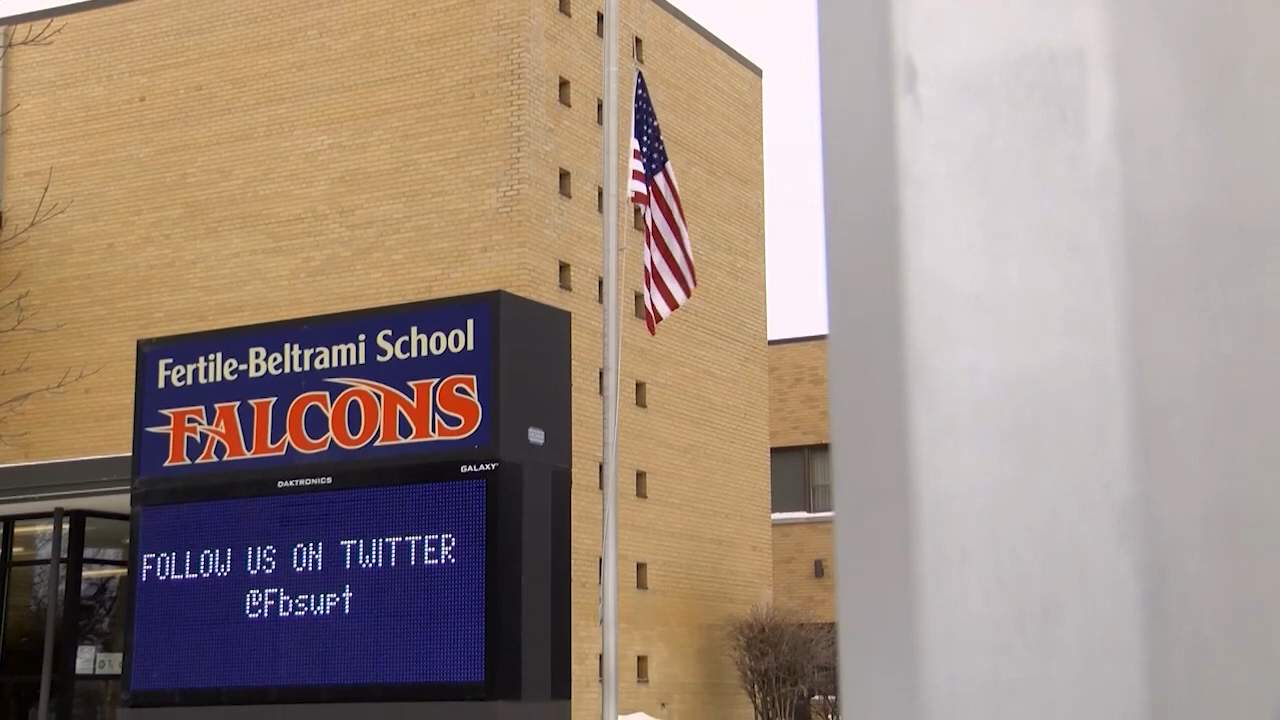 Fertile-Beltrami School
FALCONS
DAKTRONICS
GALAXY
FOLLOW US ON TWITTER
@Fbsupt